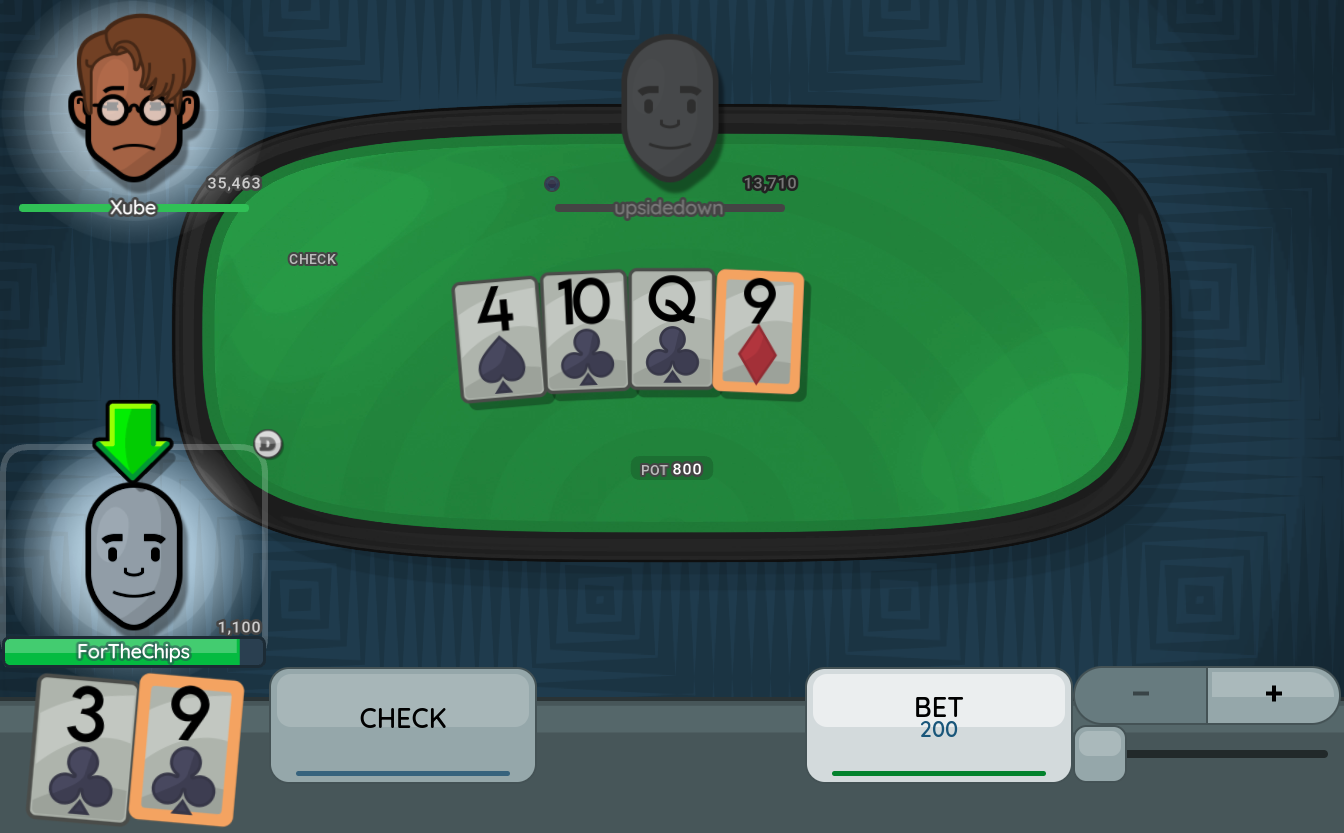 35,463
Xube
13,710
upsidedown
CHECK
4 10 Q 9
D
POT 800
1,100
ForTheChips
3 9
CHECK
BET
200
− +